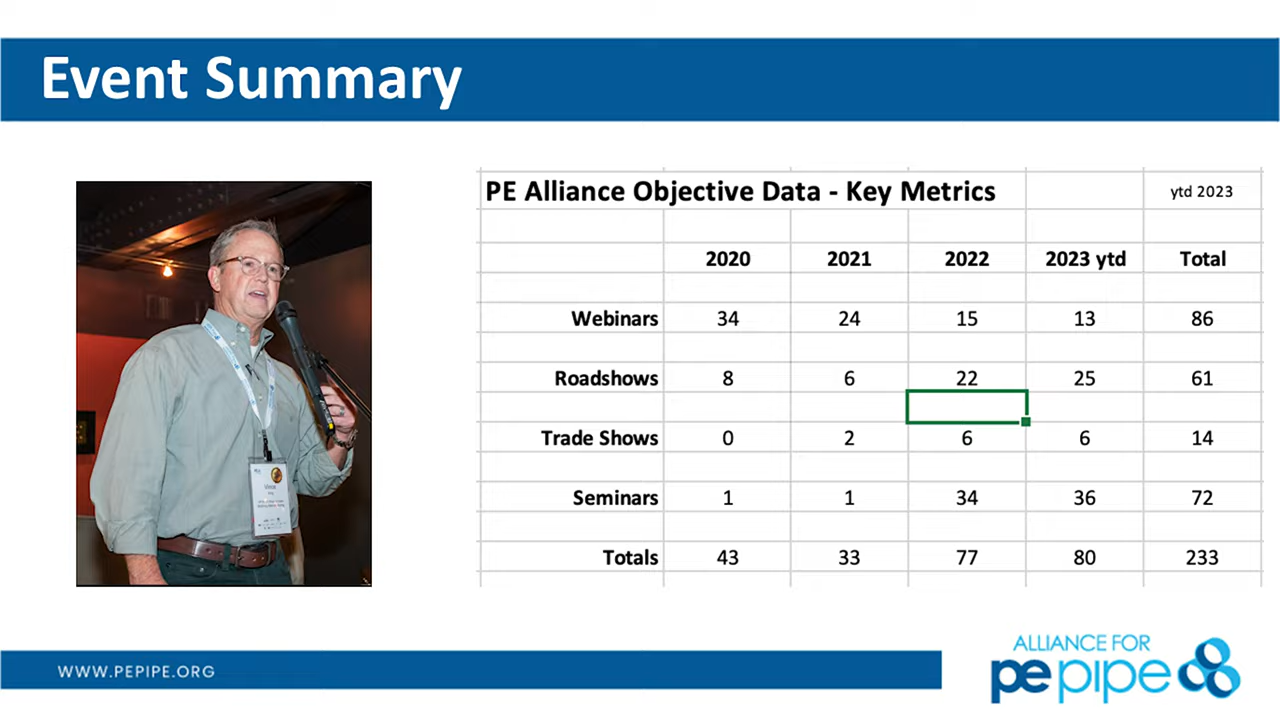 Event Summary
PE Alliance Objective Data - Key Metrics ytd 2023
2020 2021 2022 2023 ytd Total
Webinars 34 24 15 13 86
Roadshows 8 6 22 25 61
Trade Shows 0 2 6 6 14
Seminars 1 1 34 36 72
Totals 43 33 77 80 233
WWW.PEPIPE.ORG
ALLIANCE FOR
pepipe